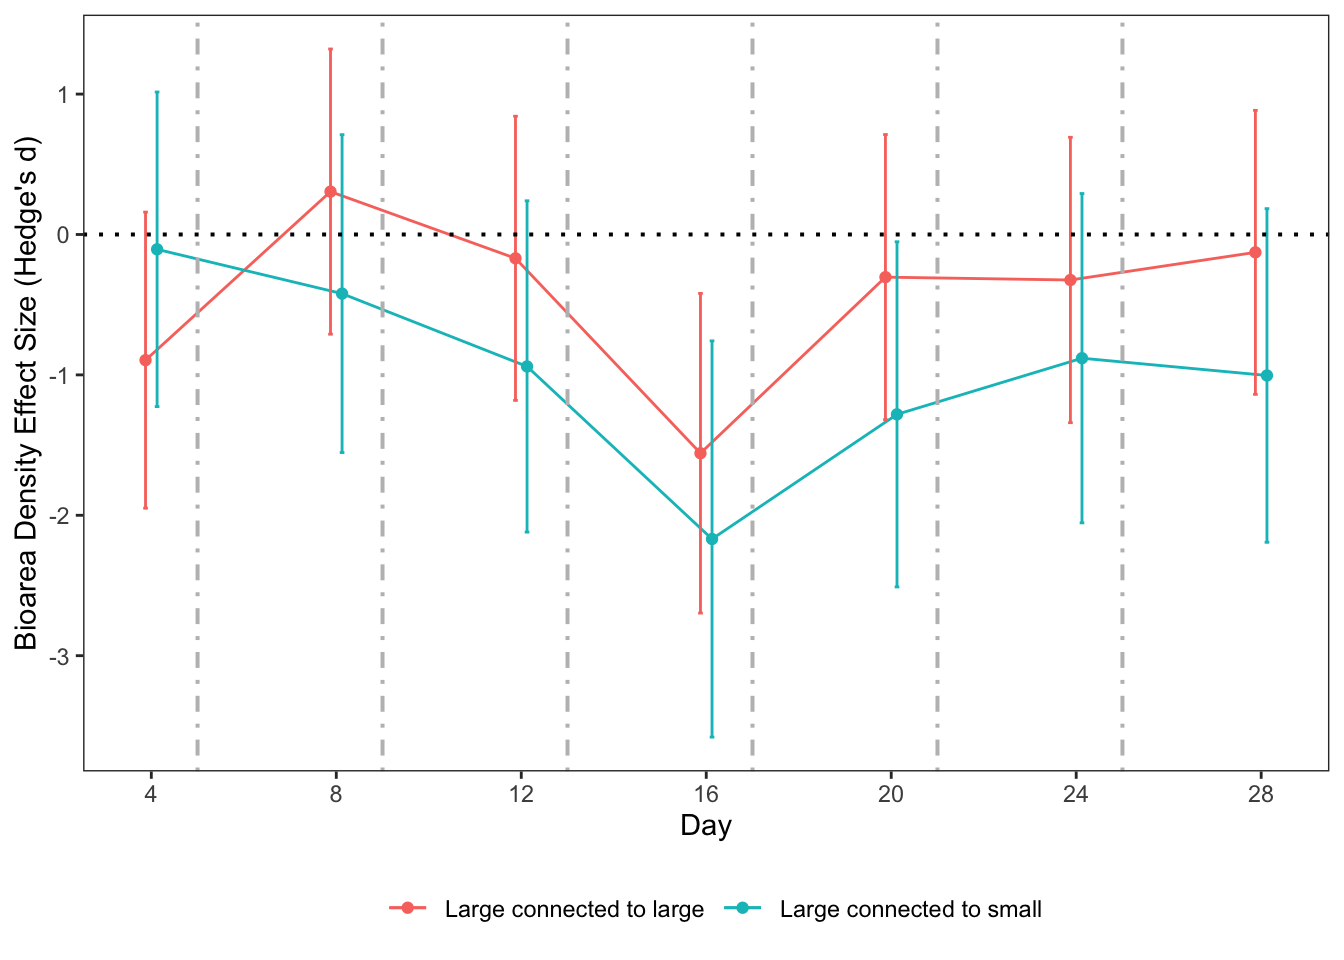 Bioarea Density Effect Size (Hedge's d)
1
0
-1
-2
-3
4 8 12 16 20 24 28
Day
Large connected to large Large connected to small